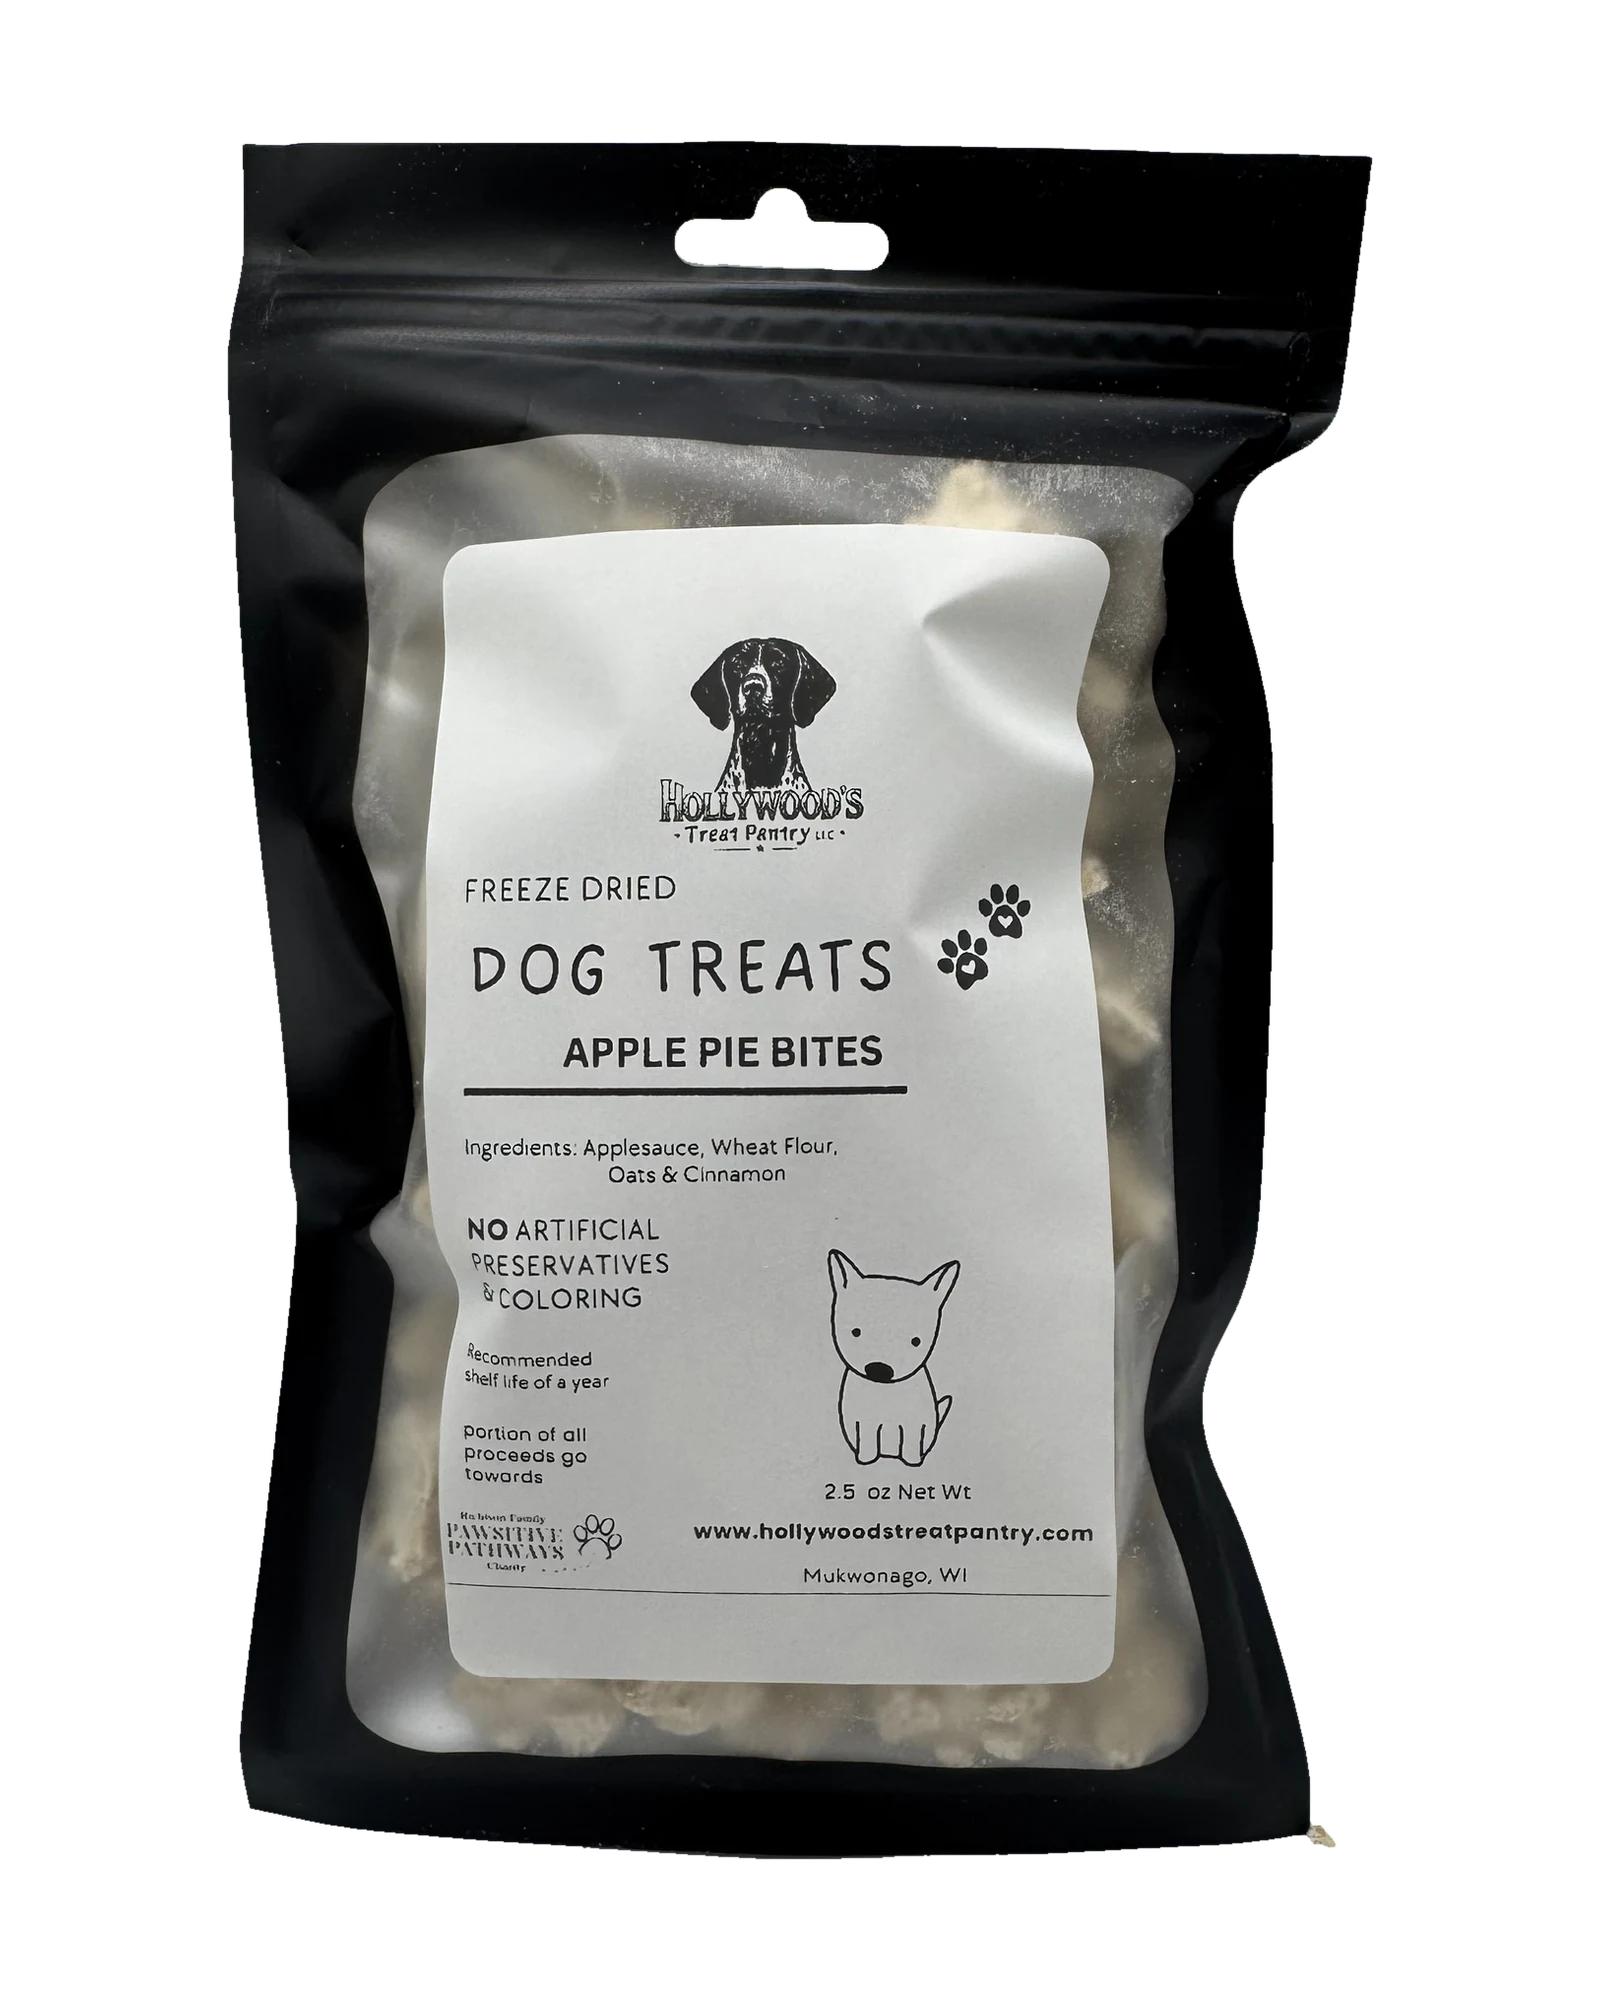 HOLLYWOOD'S
Treat Pantry LLC
FREEZE DRIED
DOG TREATS
APPLE PIE BITES
Ingredients: Applesauce, Wheat Flour,
Oats & Cinnamon
NO ARTIFICIAL
PRESERVATIVES
& COLORING
Recommended
shelf life of a year
portion of all
proceeds go
towards
Family
PAWSITIVE
PATHWAYS
Charity
2.5 oz Net Wt
www.hollywoodstreatpantry.com
Mukwonago, WI